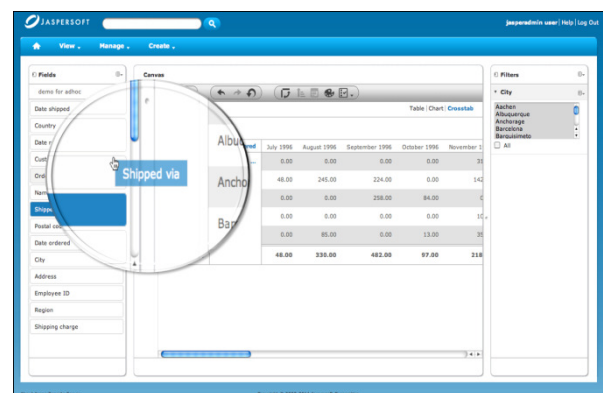 JASPERSOFT
jasperadmin user | Help | Log Out
View Manage Create
Fields
Canvas
Filters
demo for adhoc
Date shipped
Country
Table | Chart | Crosstab
City
Aachen
Albuquerque
Anchorage
Barcelona
Barquisimeto
All
July 1996 August 1996 September 1996 October 1996
0.00 0.00 0.00 0.00
Shipped via
Ancho
48.00 245.00 224.00 0.00 142
0.00 0.00 258.00 84.00
Postal
Bar
0.00 0.00 0.00 0.00
Date ordered
0.00 85.00 0.00 13.00 35
City
48.00 330.00 482.00 97.00 218
Address
Employee ID
Region
Shipping charge